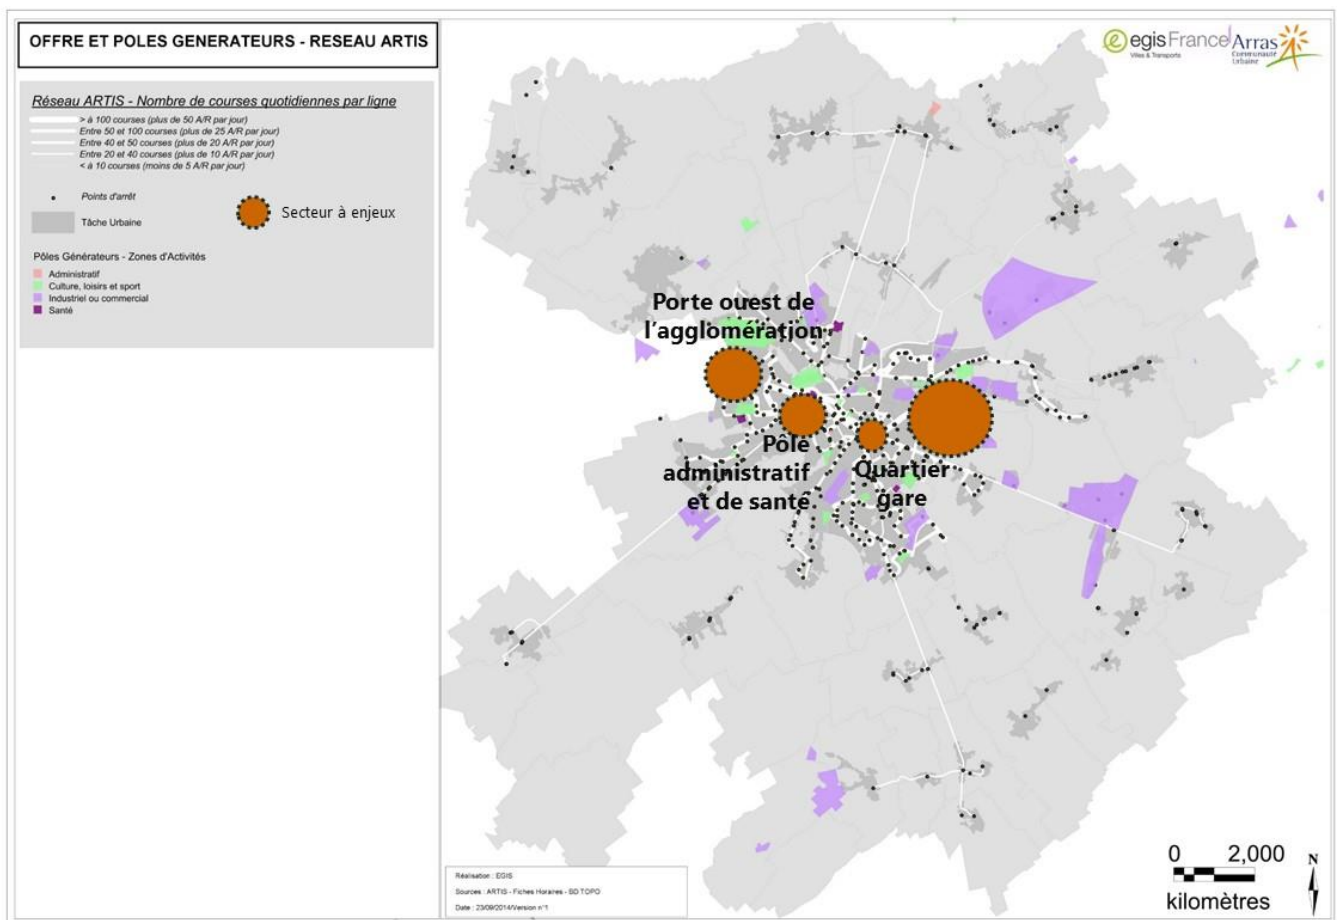 OFFRE ET POLES GENERATEURS - RESEAU ARTIS
Réseau ARTIS - Nombre de courses quotidiennes par ligne
> à 100 courses (plus de 50 A/R par jour)
Entre 50 et 100 courses (plus de 25 A/R par jour)
Entre 40 et 50 courses (plus de 20 A/R par jour)
Entre 20 et 40 courses (plus de 10 A/R par jour)
< à 10 courses (moins de 5 A/R par jour)
Points d'arrêt
Tâche Urbaine
Secteur à enjeux
Pôles Générateurs - Zones d'Activités
Administratif
Culture, loisirs et sport
Industriel ou commercial
Santé
egis France
Villes & Transports
Arras
Communauté
Urbaine
Porte ouest de
l'agglomération
Pôle
administratif
et de santé
Quartier
gare
Réalisation : EGIS
Sources : ARTIS - Fiches Horaires - BD TOPO
Date : 23/09/2014/Version n°1
0 2,000
kilomètres
N